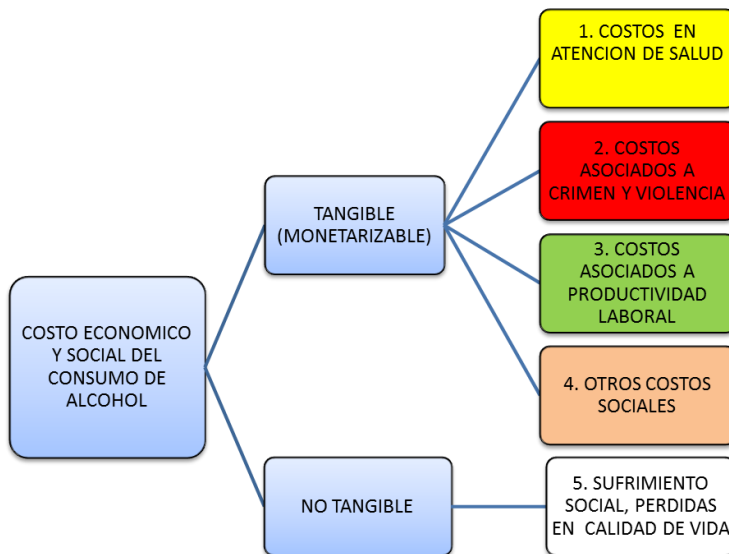 1. COSTOS EN
ATENCION DE SALUD
2. COSTOS
ASOCIADOS A
CRIMEN Y VIOLENCIA
TANGIBLE
(MONETARIZABLE)
3. COSTOS
ASOCIADOS A
PRODUCTIVIDAD
LABORAL
COSTO ECONOMICO
Y SOCIAL DEL
CONSUMO DE
ALCOHOL
4. OTROS COSTOS
SOCIALES
NO TANGIBLE
5. SUFRIMIENTO
SOCIAL, PERDIDAS
EN CALIDAD DE VIDA